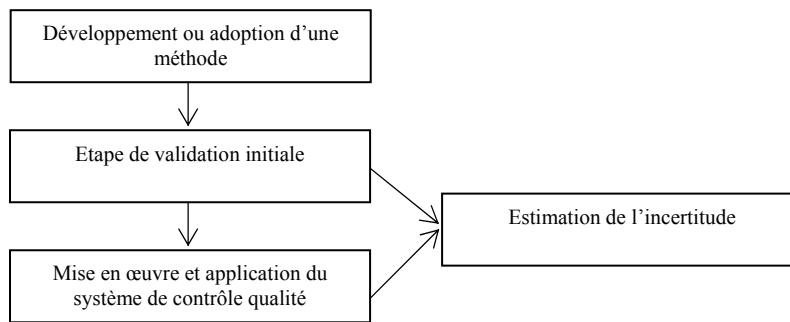 Développement ou adoption d’une
méthode
Etape de validation initiale
Estimation de l’incertitude
Mise en œuvre et application du
système de contrôle qualité